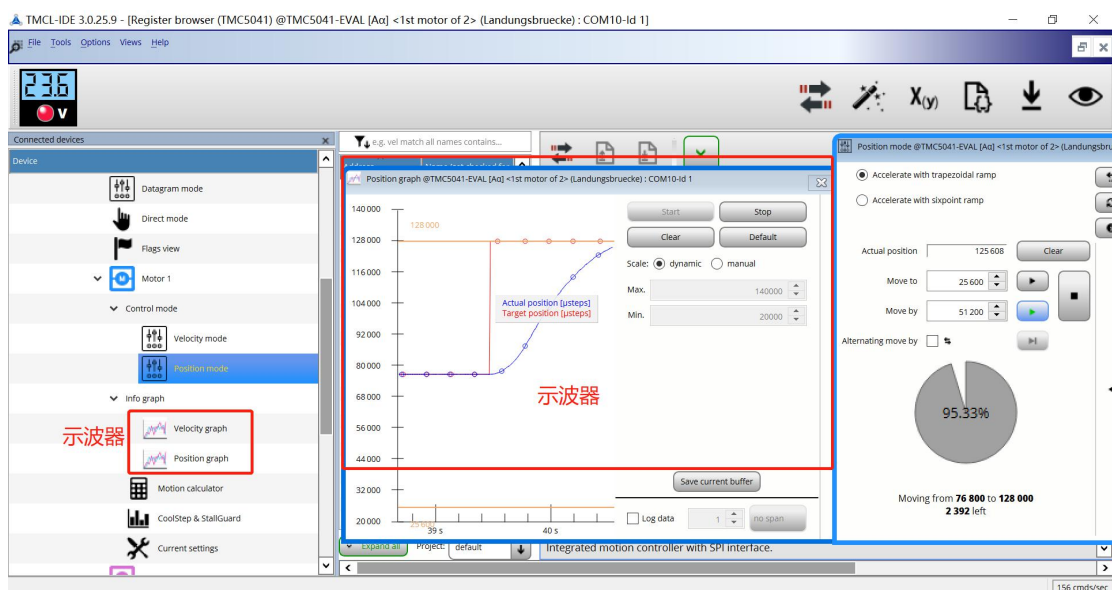 TMCL-IDE 3.0.25.9 - [Register browser (TMC5041) @TMC5041-EVAL [Aα] <1st motor of 2> (Landungsbruecke) : COM10-Id 1]
File Tools Options Views Help
23.6
V
X(y)
Connected devices
Device
Datagram mode
Direct mode
Flags view
Motor 1
Control mode
Velocity mode
Position mode
Info graph
示波器
Velocity graph
Position graph
Motion calculator
CoolStep & StallGuard
Current settings
e.g. vel match all names contains...
Position graph @TMC5041-EVAL [Aα] <1st motor of 2> (Landungsbruecke) : COM10-Id 1
140 000
128 000
116 000
104 000
92 000
80 000
68 000
56 000
44 000
32 000
20 000
128 000
Actual position [µsteps]
Target position [µsteps]
示波器
25 600
39 s
40 s
Start
Stop
Clear
Default
Scale:
dynamic
manual
Max.
140000
Min.
20000
Save current buffer
Log data
1
no span
Expand all
Project:
default
Integrated motion controller with SPI interface.
Position mode @TMC5041-EVAL [Aα] <1st motor of 2> (Landungsbru
Accelerate with trapezoidal ramp
Accelerate with sixpoint ramp
Actual position
125 608
Clear
Move to
25 600
Move by
51 200
Alternating move by
95.33%
Moving from 76 800 to 128 000
2 392 left
156 cmds/sec